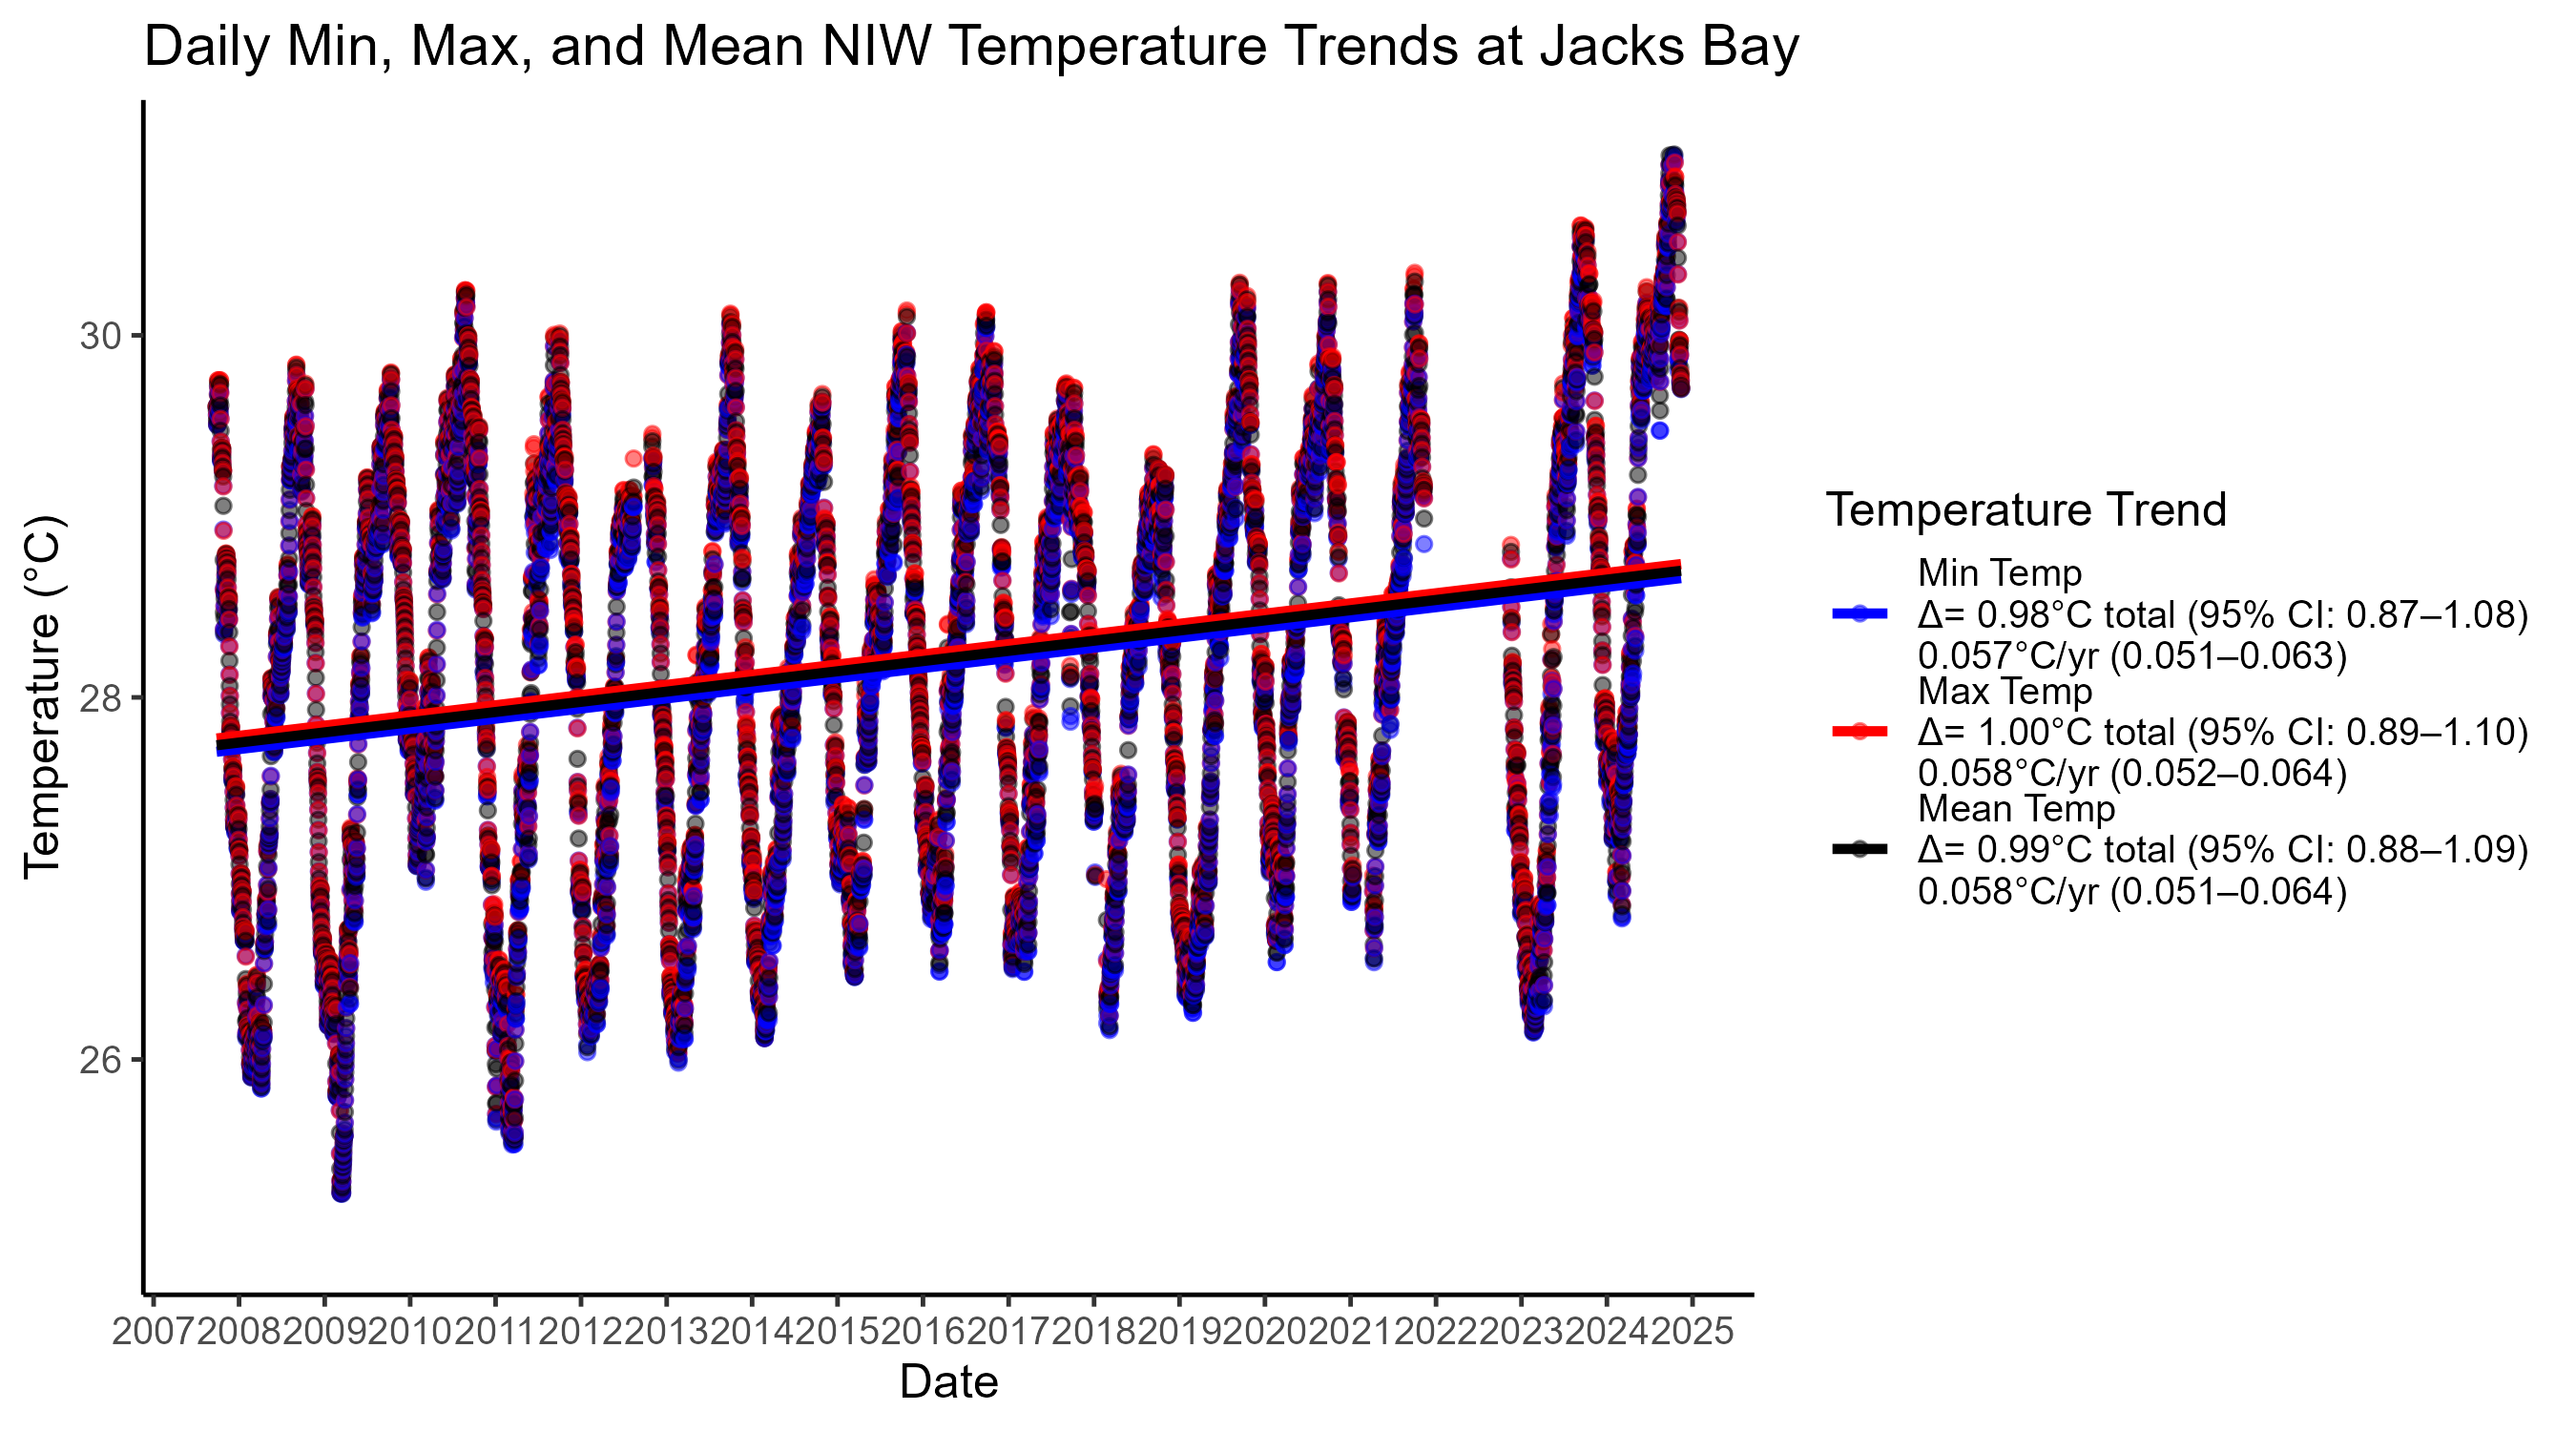 Daily Min, Max, and Mean NIW Temperature Trends at Jacks Bay
Temperature (°C)
30
28
26
2007 2008 2009 2010 2011 2012 2013 2014 2015 2016 2017 2018 2019 2020 2021 2022 2023 2024 2025
Date
Temperature Trend
Min Temp
Δ= 0.98°C total (95% CI: 0.87–1.08)
0.057°C/yr (0.051–0.063)
Max Temp
Δ= 1.00°C total (95% CI: 0.89–1.10)
0.058°C/yr (0.052–0.064)
Mean Temp
Δ= 0.99°C total (95% CI: 0.88–1.09)
0.058°C/yr (0.051–0.064)